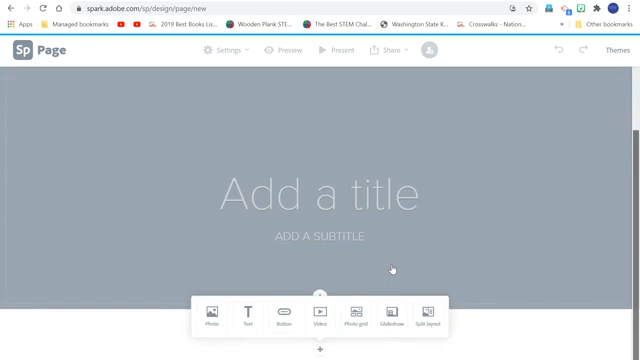 spark.adobe.com/sp/design/page/new
Apps
Managed bookmarks
2019 Best Books Lis...
Wooden Plank STE...
The Best STEM Chal...
Washington State K...
Crosswalks - Nation...
»
Other bookmarks
Sp Page
Settings
Preview
Present
Share
Themes
Add a title
ADD A SUBTITLE
Photo
Text
Button
Video
Photo grid
Glideshow
Split layout